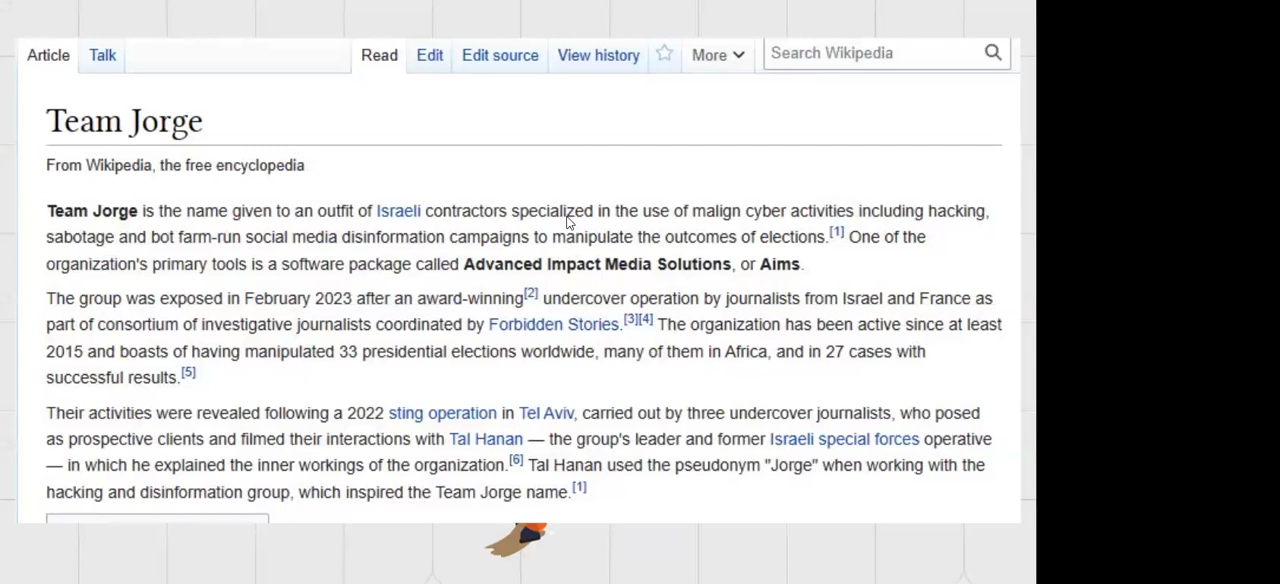 Article Talk Read Edit Edit source View history More Search Wikipedia
Team Jorge
From Wikipedia, the free encyclopedia
Team Jorge is the name given to an outfit of Israeli contractors specialized in the use of malign cyber activities including hacking,
sabotage and bot farm-run social media disinformation campaigns to manipulate the outcomes of elections.[1] One of the
organization's primary tools is a software package called Advanced Impact Media Solutions, or Aims.
The group was exposed in February 2023 after an award-winning[2] undercover operation by journalists from Israel and France as
part of consortium of investigative journalists coordinated by Forbidden Stories.[3][4] The organization has been active since at least
2015 and boasts of having manipulated 33 presidential elections worldwide, many of them in Africa, and in 27 cases with
successful results.[5]
Their activities were revealed following a 2022 sting operation in Tel Aviv, carried out by three undercover journalists, who posed
as prospective clients and filmed their interactions with Tal Hanan — the group's leader and former Israeli special forces operative
— in which he explained the inner workings of the organization.[6] Tal Hanan used the pseudonym "Jorge" when working with the
hacking and disinformation group, which inspired the Team Jorge name.[1]